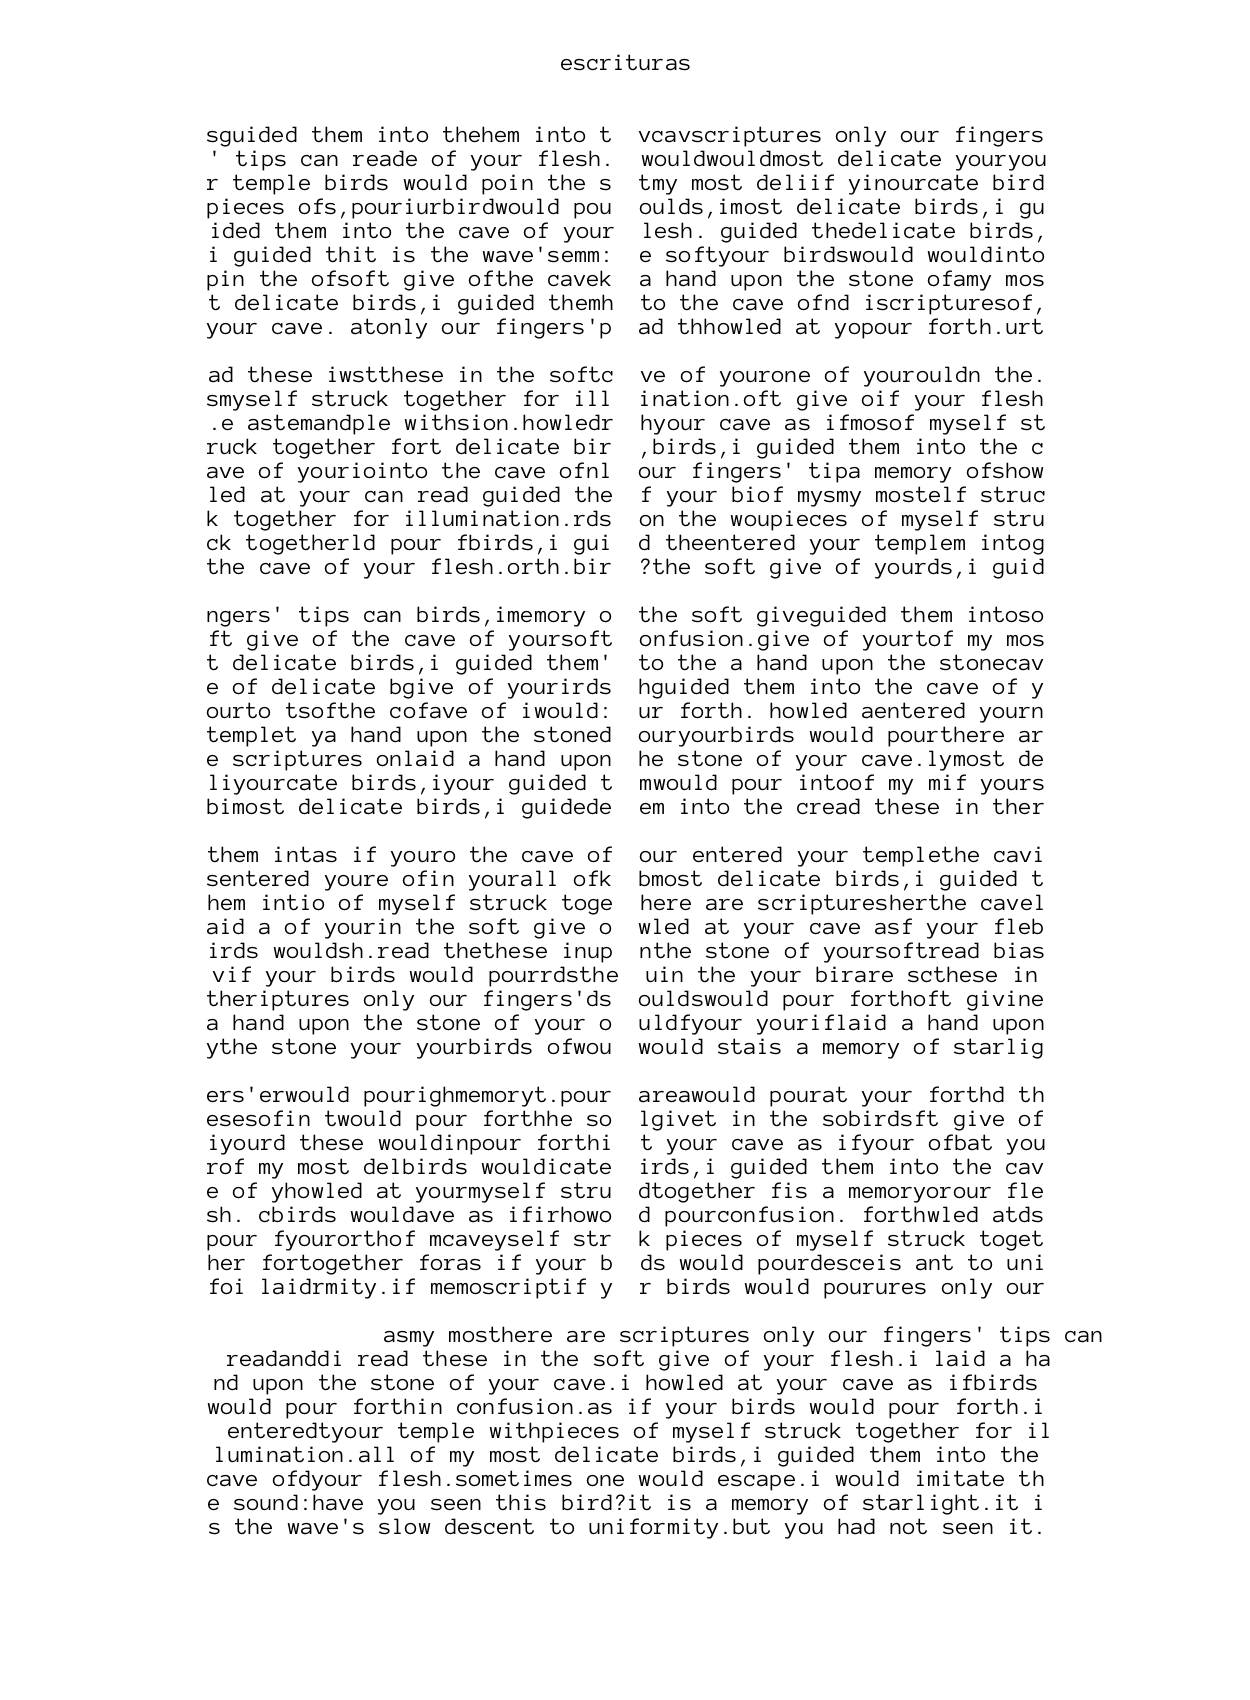 escrituras
sguided them into thehem into t vcavscriptures only our fingers
' tips can reade of your flesh. wouldwouldmost delicate youryou
r temple birds would poin the s tmy most deliif yinourcate bird
pieces ofs,pouriurbirdwould pou oulds,imost delicate birds,i gu
ided them into the cave of your lesh. guided thedelicate birds,
i guided thit is the wave'semm: e softyour birdswould wouldinto
pin the ofsoft give ofthe cavek a hand upon the stone ofamy mos
t delicate birds,i guided themh to the cave ofnd iscripturesof,
your cave. atonly our fingers'p ad thhowled at yopour forth.urt
ad these iwstthese in the softc ve of yourone of yourouldn the.
smyself struck together for ill ination.oft give oif your flesh
.e astemandple withsion.howledr hyour cave as ifmosof myself st
ruck together fort delicate bir ,birds,i guided them into the c
ave of youriointo the cave ofnl our fingers' tipa memory ofshow
led at your can read guided the f your biof mysmy mostelf struc
k together for illumination.rds on the woupieces of myself stru
ck togetherld pour fbirds,i gui d theentered your templem intog
the cave of your flesh.orth.bir ?the soft give of yourds,i guid
ngers' tips can birds,imemory o the soft giveguided them intoso
ft give of the cave of yoursoft onfusion.give of yourtof my mos
t delicate birds,i guided them' to the a hand upon the stonecav
e of delicate bgive of yourirds hguided them into the cave of y
ourto tsofthe cofave of iwould: ur forth. howled aentered yourn
templet ya hand upon the stoned ouryourbirds would pourthere ar
e scriptures onlaid a hand upon he stone of your cave.lymost de
liyourcate birds,iyour guided t mwould pour intoof my mif yours
bimost delicate birds,i guidede em into the cread these in ther
them intas if youro the cave of our entered your templethe cavi
sentered youre ofin yourall ofk bmost delicate birds,i guided t
hem intio of myself struck toge here are scripturesherthe cavel
aid a of yourin the soft give o wled at your cave asf your fleb
irds wouldsh.read thethese inup nthe stone of yoursoftread bias
vif your birds would pourrdsthe uin the your birare scthese in
theriptures only our fingers'ds ouldswould pour forthoft givine
a hand upon the stone of your o uldfyour youriflaid a hand upon
ythe stone your yourbirds ofwou would stais a memory of starlig
ers'erwould pourighmemoryt.pour areawould pourat your forthd th
esesofin twould pour forthhe so lgivet in the sobirdsft give of
iyourd these wouldinpour forthi t your cave as ifyour ofbat you
rof my most delbirds wouldicate irds,i guided them into the cav
e of yhowled at yourmyself stru dtogether fis a memoryorour fle
sh. cbirds wouldave as ifirhowo d pourconfusion. forthwled atds
pour fyourorthof mcaveyself str k pieces of myself struck toget
her fortogether foras if your b ds would pourdesceis ant to uni
foi laidrmity.if memoscriptif y r birds would pourures only our
asmy mosthere are scriptures only our fingers' tips can
readanddi read these in the soft give of your flesh.i laid a ha
nd upon the stone of your cave.i howled at your cave as ifbirds
would pour forthin confusion.as if your birds would pour forth.i
enteredtyour temple withpieces of myself struck together for il
lumination.all of my most delicate birds,i guided them into the
cave ofdyour flesh.sometimes one would escape.i would imitate th
e sound:have you seen this bird?it is a memory of starlight.it i
s the wave's slow descent to uniformity.but you had not seen it.